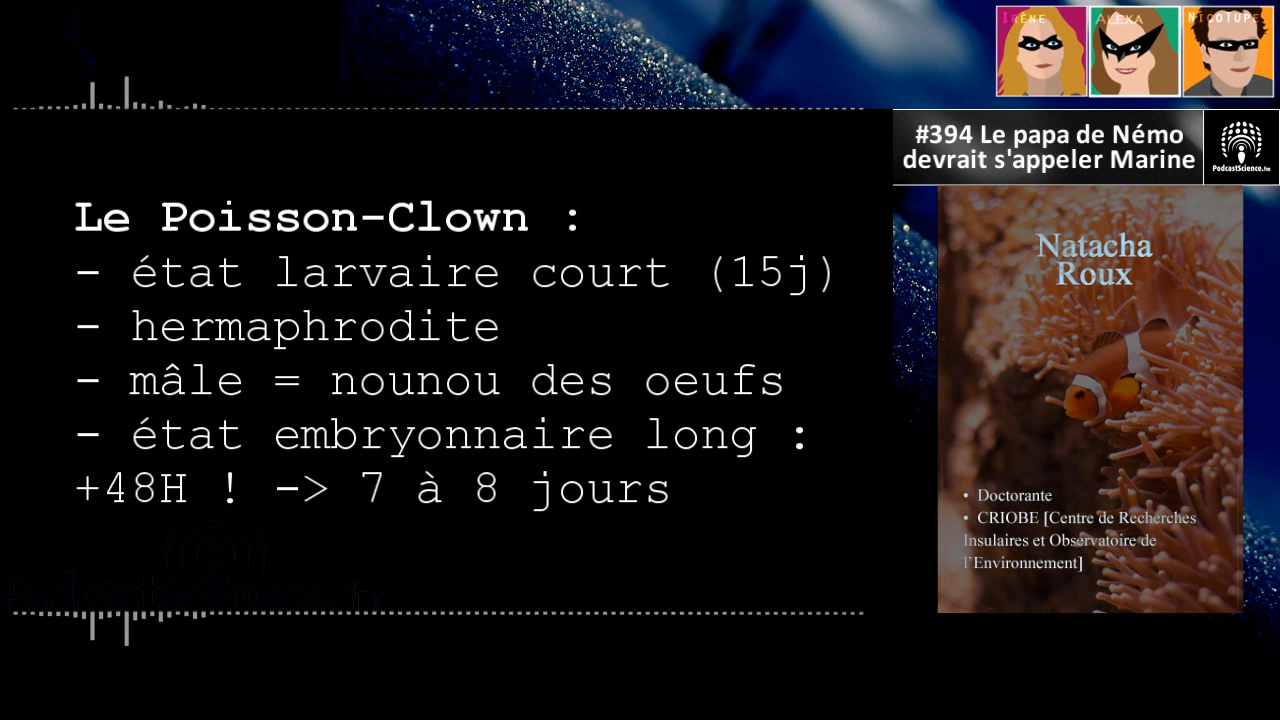 IRÈNE
ALEXA
NICOTUPE
#394 Le papa de Némo
devrait s'appeler Marine
PodcastScience.fm
Le Poisson-Clown :
- état larvaire court (15j)
- hermaphrodite
- mâle = nounou des oeufs
- état embryonnaire long :
+48H ! -> 7 à 8 jours
Natacha
Roux
• Doctorante
• CRIOBE [Centre de Recherches
Insulaires et Observatoire de
l'Environnement]
PodcastScience.fm